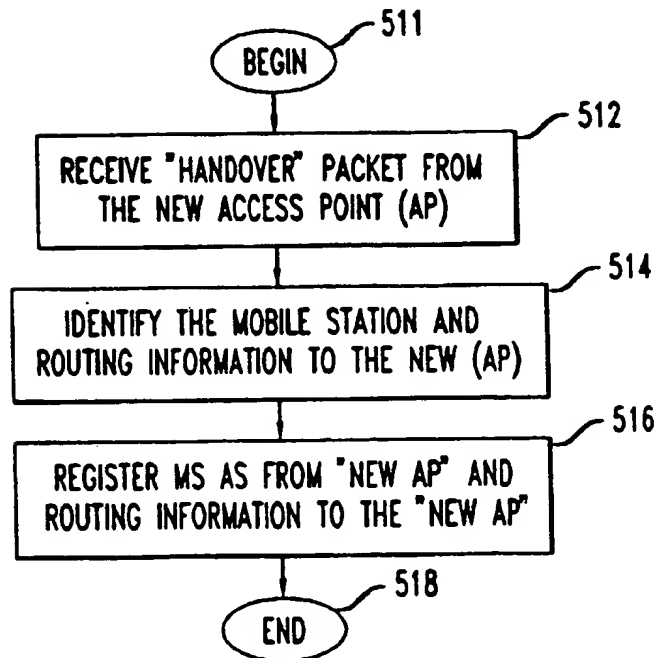 511
BEGIN
512
RECEIVE "HANDOVER" PACKET FROM
THE NEW ACCESS POINT (AP)
514
IDENTIFY THE MOBILE STATION AND
ROUTING INFORMATION TO THE NEW (AP)
516
REGISTER MS AS FROM "NEW AP" AND
ROUTING INFORMATION TO THE "NEW AP"
518
END